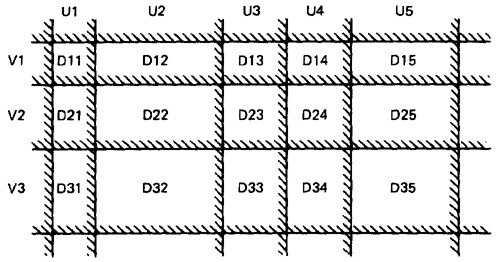 U1 U2 U3 U4 U5
V1 D11 D12 D13 D14 D15
V2 D21 D22 D23 D24 D25
V3 D31 D32 D33 D34 D35